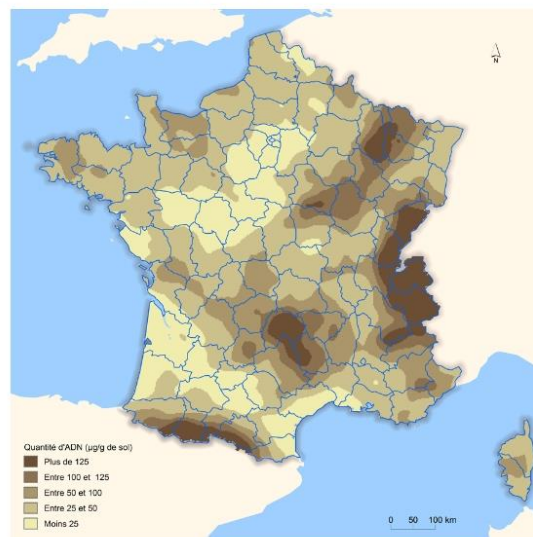 N
Quantité d'ADN (µg/g de sol)
Plus de 125
Entre 100 et 125
Entre 50 et 100
Entre 25 et 50
Moins 25
0 50 100 km